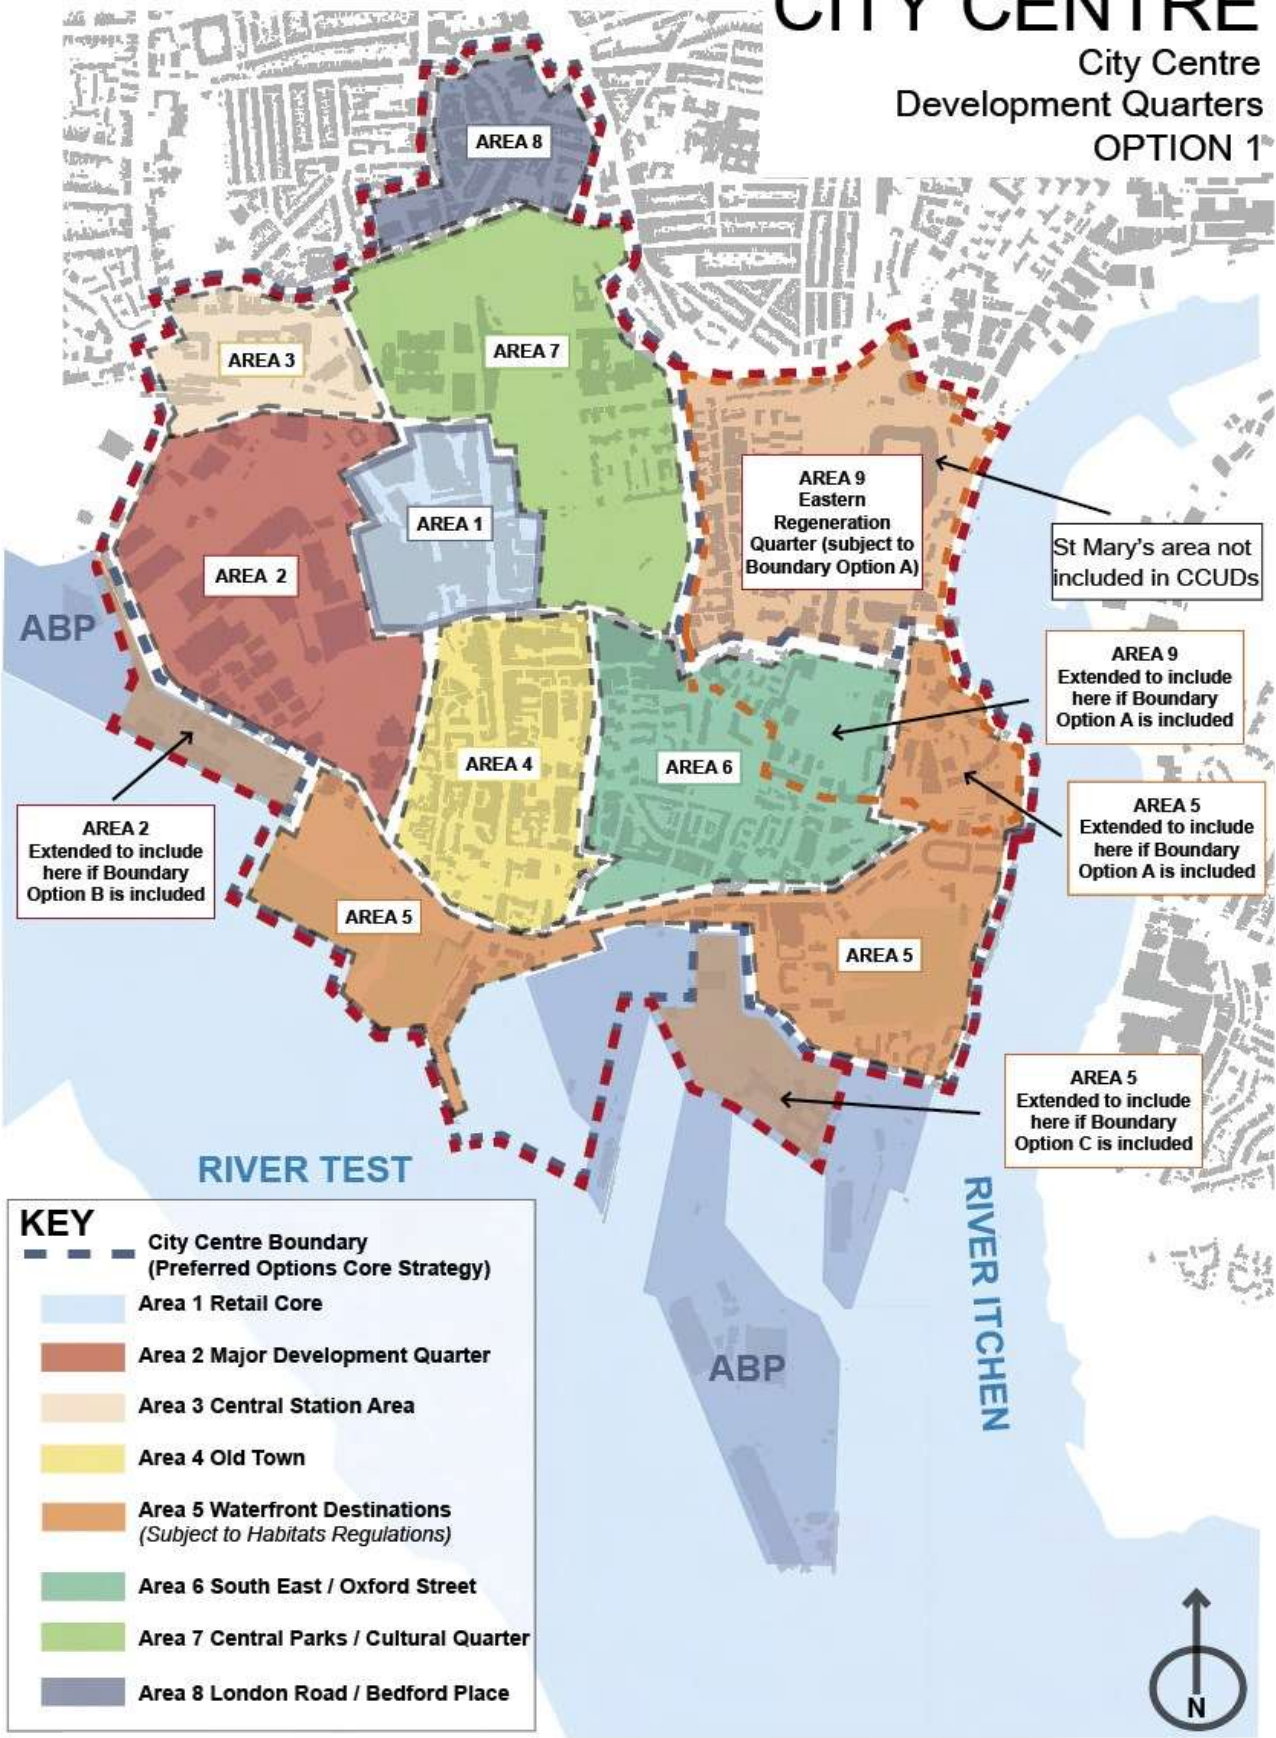 CITY CENTRE
City Centre
Development Quarters
OPTION 1
AREA 8
AREA 7
AREA 3
AREA 1
AREA 2
AREA 9
Eastern
Regeneration
Quarter (subject to
Boundary Option A)
St Mary's area not
included in CCUDs
ABP
AREA 9
Extended to include
here if Boundary
Option A is included
AREA 4
AREA 6
AREA 2
Extended to include
here if Boundary
Option B is included
AREA 5
Extended to include
here if Boundary
Option A is included
AREA 5
AREA 5
AREA 5
Extended to include
here if Boundary
Option C is included
RIVER TEST
RIVER ITCHEN
ABP
KEY
City Centre Boundary
(Preferred Options Core Strategy)
Area 1 Retail Core
Area 2 Major Development Quarter
Area 3 Central Station Area
Area 4 Old Town
Area 5 Waterfront Destinations
(Subject to Habitats Regulations)
Area 6 South East / Oxford Street
Area 7 Central Parks / Cultural Quarter
Area 8 London Road / Bedford Place
N